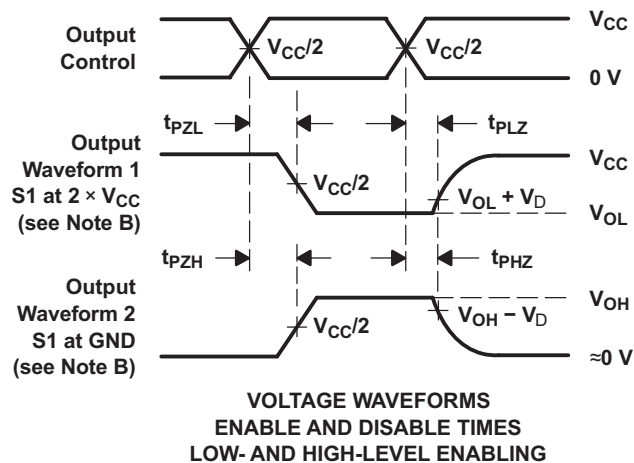 Output
Control
VCC/2
VCC/2
VCC
0 V
tPZL
tPLZ
Output
Waveform 1
S1 at 2 × VCC
(see Note B)
VCC/2
VCC
VOL + VD
VOL
tPZH
tPHZ
Output
Waveform 2
S1 at GND
(see Note B)
VCC/2
VOH
VOH − VD
≈0 V
VOLTAGE WAVEFORMS
ENABLE AND DISABLE TIMES
LOW- AND HIGH-LEVEL ENABLING